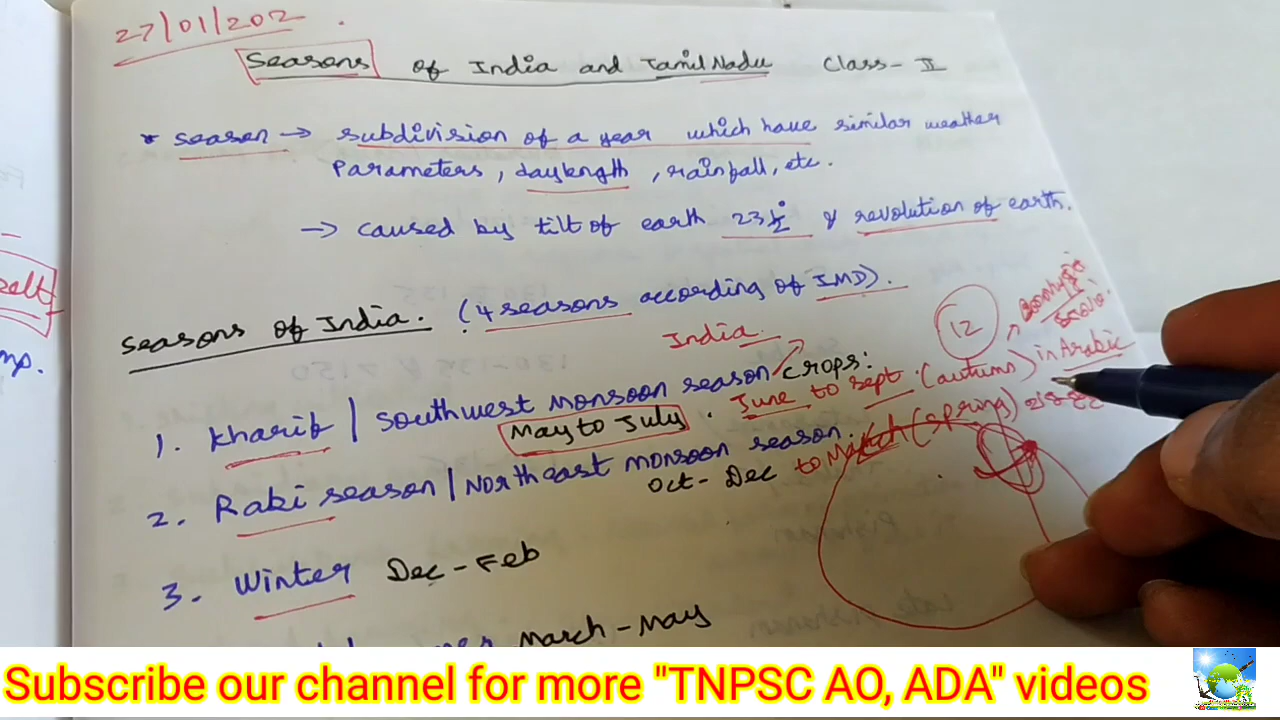 27/01/202
Seasons of India and Tamil Nadu Class - II
* season → subdivision of a year which have similar weather
Parameters, daylength, rainfall, etc.
→ caused by tilt of earth 23½° & revolution of earth.
seasons of India. (4 seasons according of IMD).
India
12
in Arabic
1. Kharif | Southwest monsoon season crops:
May to July. June to Sept. (autumn)
2. Rabi season | Northeast monsoon season.
Oct - Dec to March (spring)
3. Winter Dec - Feb
March - May
Subscribe our channel for more "TNPSC AO, ADA" videos